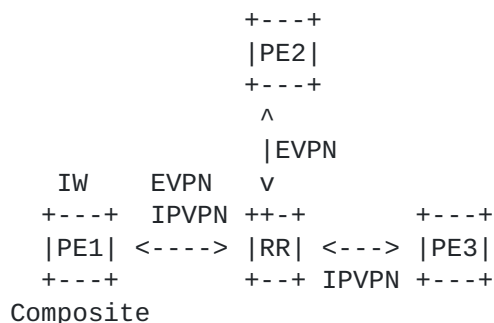 +---+
                |PE2|
                +---+
                 ^
                 |EVPN
   IW    EVPN    v
  +---+  IPVPN ++-+        +---+
  |PE1| <----> |RR| <---> |PE3|
  +---+        +--+ IPVPN +---+
Composite